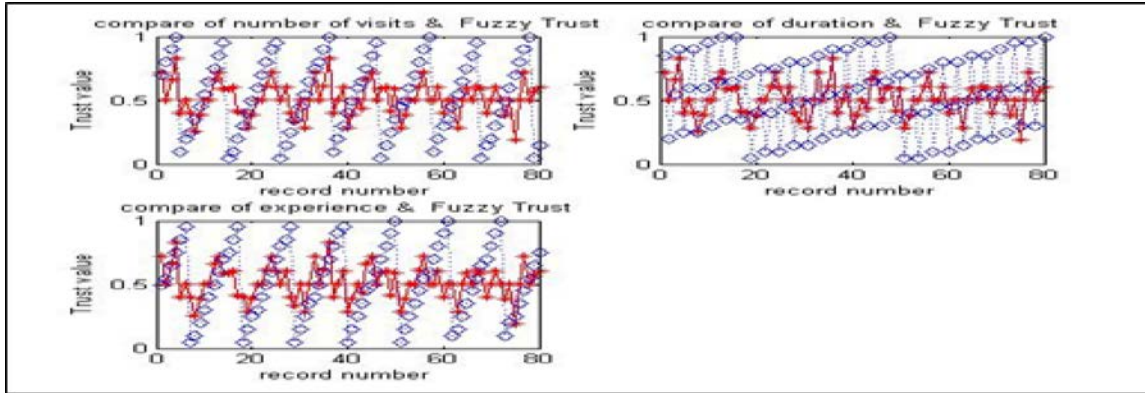 compare of number of visits & Fuzzy Trust
1
0.5
0
Trust value
0 20 40 60 80
record number
compare of duration & Fuzzy Trust
1
0.5
0
Trust value
0 20 40 60 80
record number
compare of experience & Fuzzy Trust
1
0.5
0
Trust value
0 20 40 60 80
record number